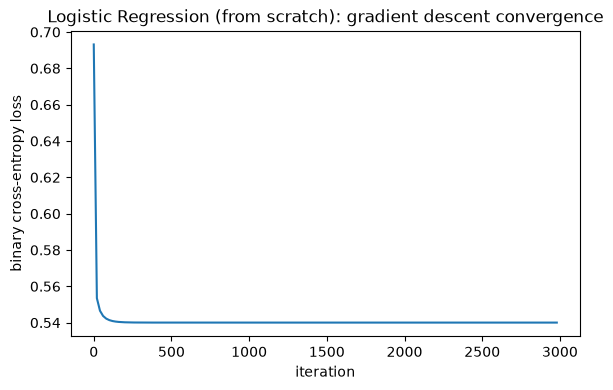 Logistic Regression (from scratch): gradient descent convergence
0.70
0.68
0.66
0.64
0.62
0.60
0.58
0.56
0.54
binary cross-entropy loss
0 500 1000 1500 2000 2500 3000
iteration